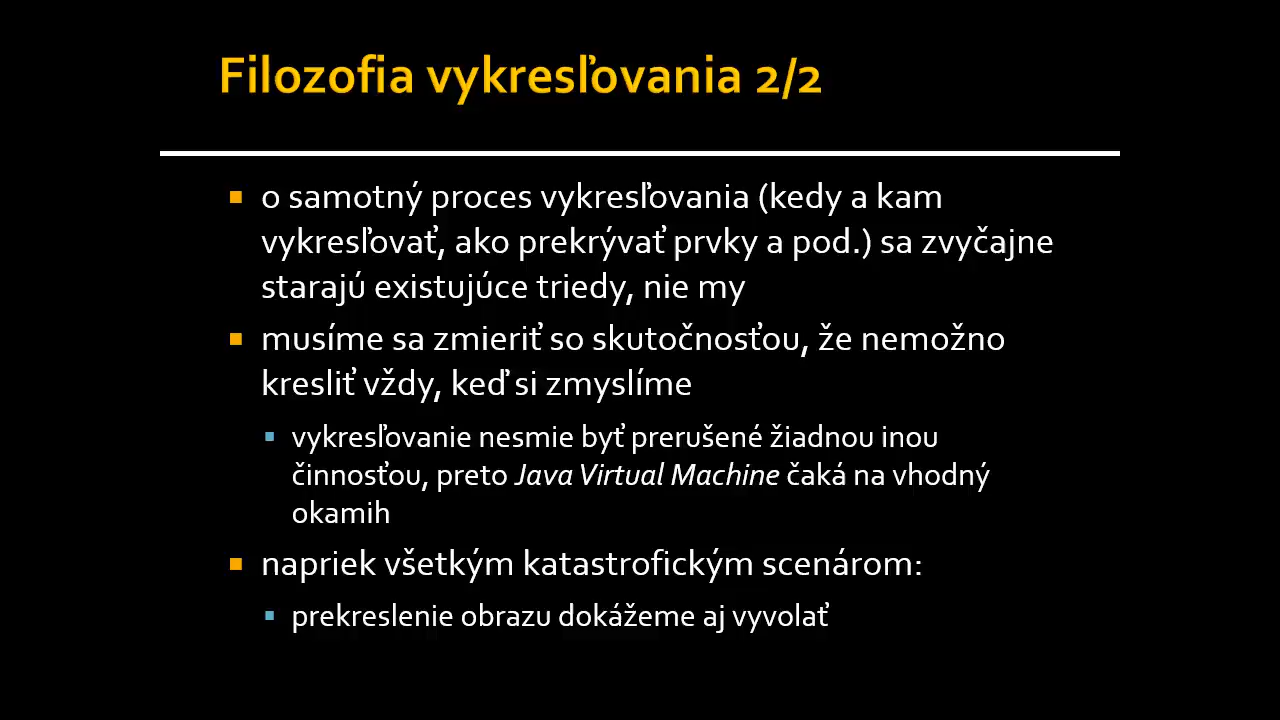 Filozofia vykresľovania 2/2
o samotný proces vykresľovania (kedy a kam
vykresľovať, ako prekrývať prvky a pod.) sa zvyčajne
starajú existujúce triedy, nie my
musíme sa zmieriť so skutočnosťou, že nemožno
kresliť vždy, keď si zmyslíme
vykresľovanie nesmie byť prerušené žiadnou inou
činnosťou, preto Java Virtual Machine čaká na vhodný
okamih
napriek všetkým katastrofickým scenárom:
prekreslenie obrazu dokážeme aj vyvolať